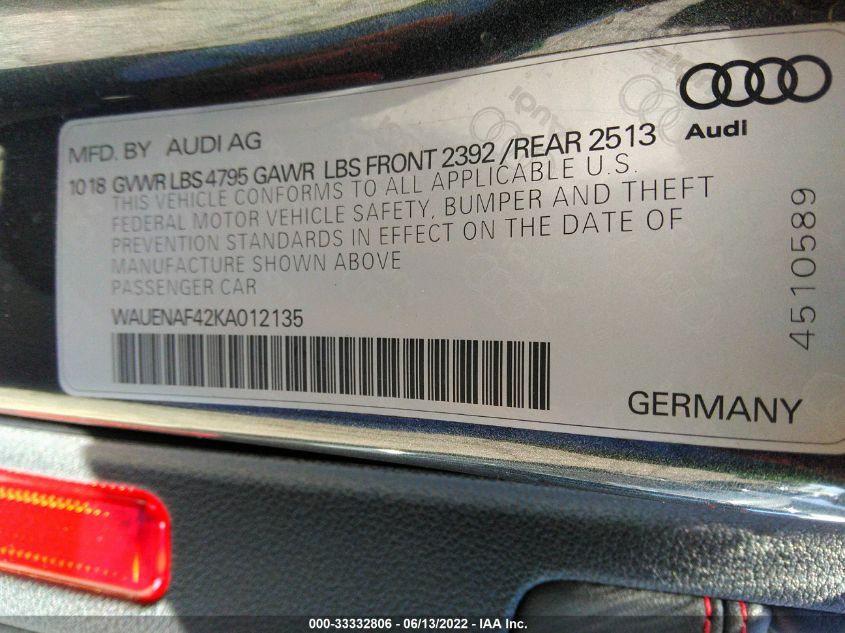 Audi
MFD. BY AUDI AG
10 18 GVWR LBS 4795 GAWR LBS FRONT 2392 /REAR 2513
THIS VEHICLE CONFORMS TO ALL APPLICABLE U.S.
FEDERAL MOTOR VEHICLE SAFETY, BUMPER AND THEFT
PREVENTION STANDARDS IN EFFECT ON THE DATE OF
MANUFACTURE SHOWN ABOVE
PASSENGER CAR
WAUENAF42KA012135
GERMANY
4510589
000-33332806 - 06/13/2022 - IAA Inc.